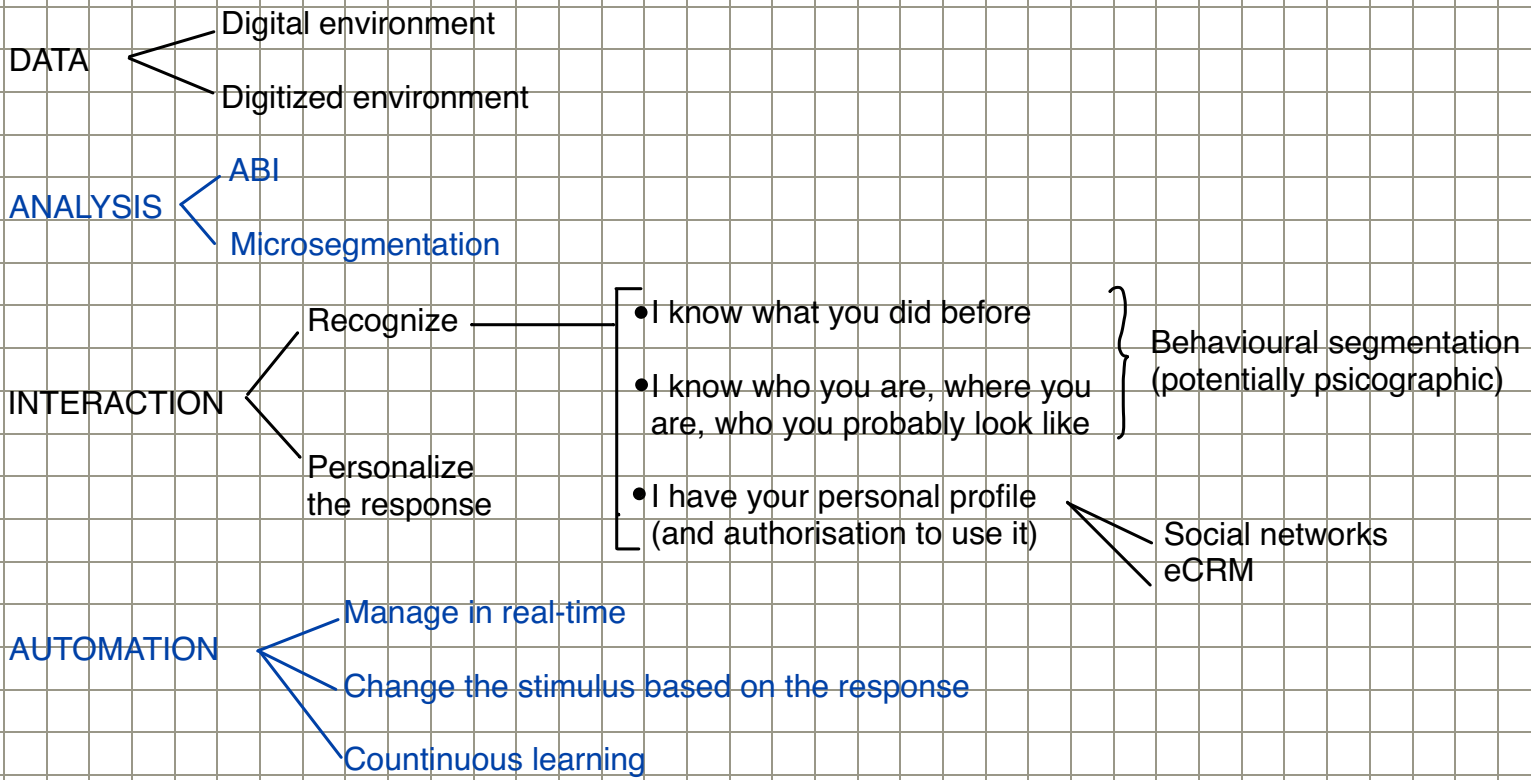 DATA
Digital environment
Digitized environment
ANALYSIS
ABI
Microsegmentation
INTERACTION
Recognize
•I know what you did before
•I know who you are, where you
are, who you probably look like
Behavioural segmentation
(potentially psicographic)
•I have your personal profile
(and authorisation to use it)
Social networks
eCRM
Personalize
the response
AUTOMATION
Manage in real-time
Change the stimulus based on the response
Countinuous learning